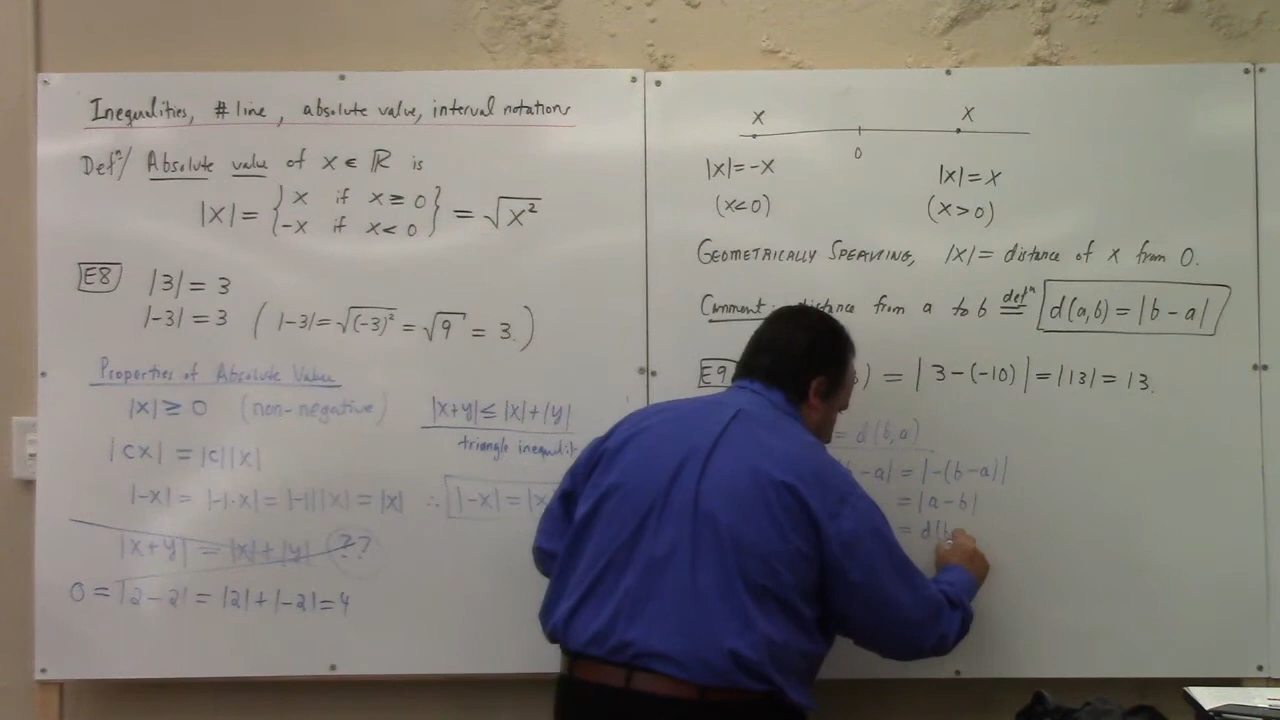 Inequalities, # line, absolute value, interval notations
Defⁿ/ Absolute value of x ∈ ℝ is
|x| = { x if x ≥ 0
-x if x < 0 } = √x²
E8 |3| = 3
|-3| = 3 ( |-3| = √(-3)² = √9 = 3. )
Properties of Absolute Value
|x| ≥ 0 (non-negative)
|x+y| ≤ |x|+|y|
triangle
|cx| = |c||x|
|-x| = |-1·x| = |-1||x| = |x| ∴ |-x| =
|x+y| = |x|+|y| (??
0 = |2-2| = |2|+|-2| = 4
x x
0
|x| = -x |x| = x
(x<0) (x>0)
GEOMETRICALLY SPEAKING, |x| = distance of x from 0.
Comment: distance from a to b defⁿ= d(a,b) = |b-a|
E9 ) = | 3-(-10) | = |13| = 13.
= d(b,a)
-a| = |-(b-a)|
= |a-b|
= d(b